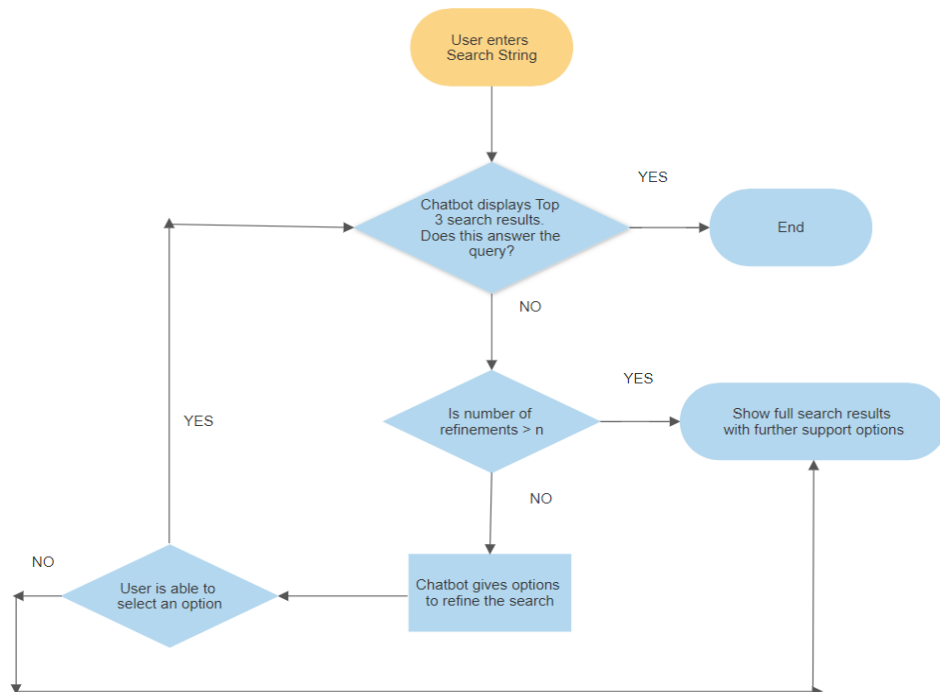 User enters
Search String
Chatbot displays Top
3 search results.
Does this answer the
query?
YES
End
NO
Is number of
refinements > n
YES
Show full search results
with further support options
NO
Chatbot gives options
to refine the search
User is able to
select an option
YES
NO